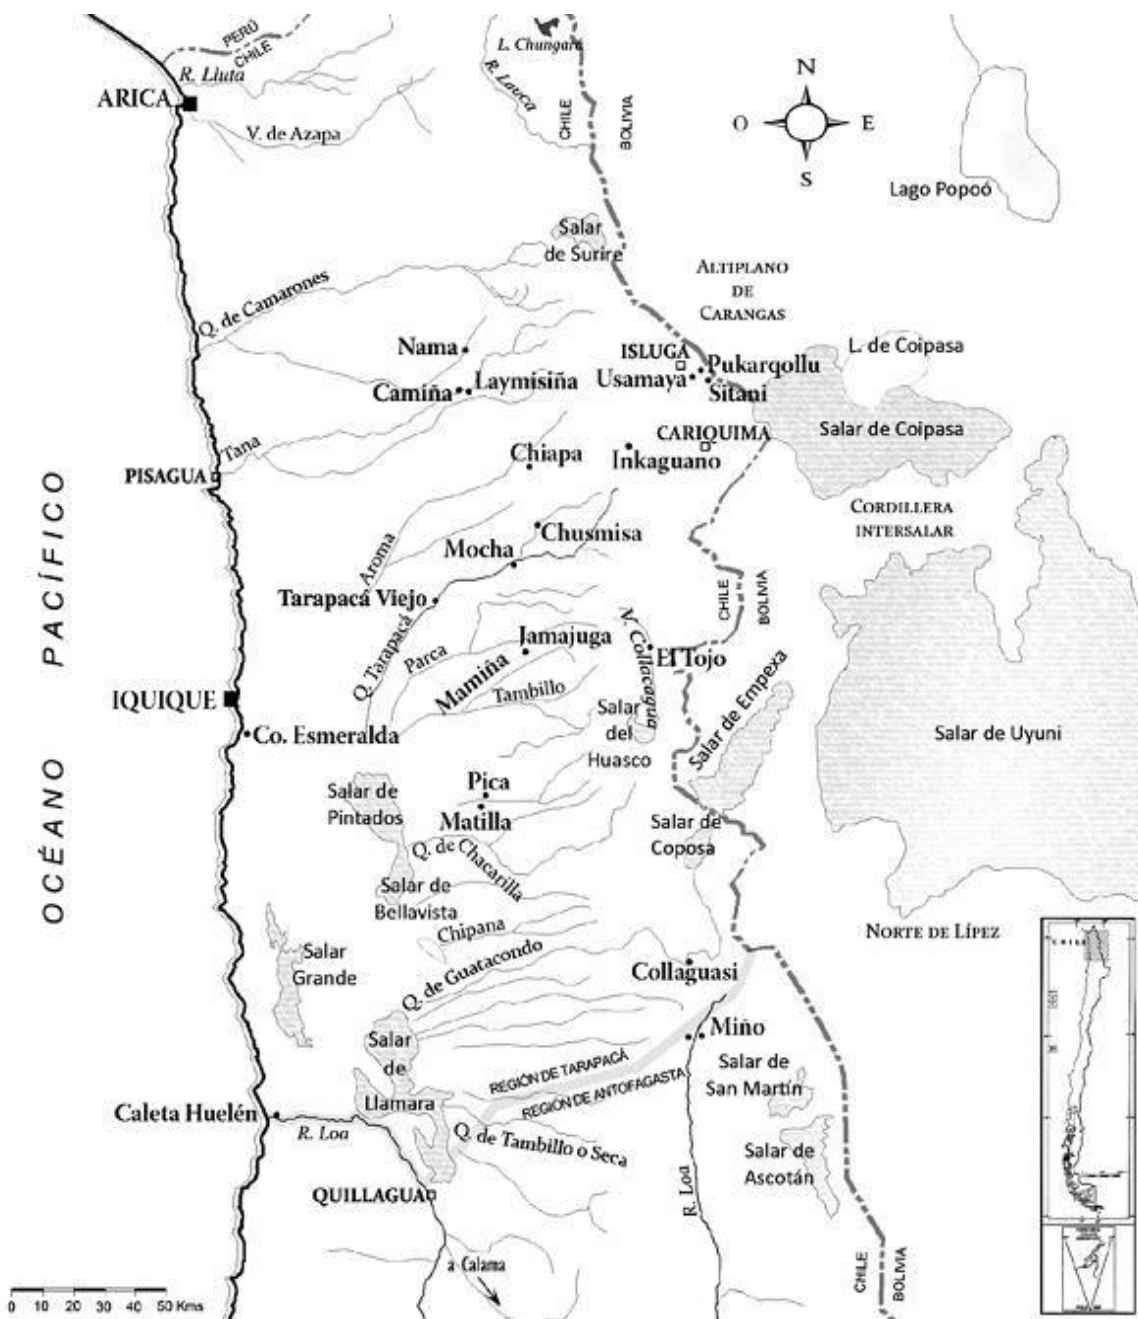 PERÚ
CHILE
R. Lluta
ARICA
V. de Azapa
L. Chungara
R. Lauca
CHILE
BOLIVIA
N
O
E
S
Lago Popoó
Salar
de Surire
ALTIPLANO
DE
CARANGAS
Q. de Camarones
Nama
Camiña
Laymisiña
ISLUGA
Pukarqollu
Usamaya
Sitani
L. de Coipasa
Salar de Coipasa
CARIQUIMA
Inkaguano
Tana
PISAGUA
Chiapa
CORDILLERA
INTERSALAR
Chusmisa
Mocha
Aroma
Tarapacá Viejo
Q. Tarapacá
CHILE
BOLIVIA
OCÉANO PACÍFICO
Parca
Jamajuga
Mamiña
Tambillo
V. Collacagua
El Tojo
IQUIQUE
Co. Esmeralda
Salar
del
Huasco
Salar de Empexa
Salar de Uyuni
Salar de
Pintados
Pica
Matilla
Salar de
Coposa
Q. de Chacarilla
Salar de
Bellavista
Chipana
NORTE DE LÍPEZ
Salar
Grande
Q. de Guatacondo
Collaguasi
CHILE
Salar
de
Llamara
Miño
REGIÓN DE TARAPACÁ
REGIÓN DE ANTOFAGASTA
Salar de
San Martín
Caleta Huelén
R. Loa
Q. de Tambillo o Seca
Salar de
Ascotán
R. Loa
QUILLAGUA
a Calama
CHILE
BOLIVIA
0 10 20 30 40 50 Kms